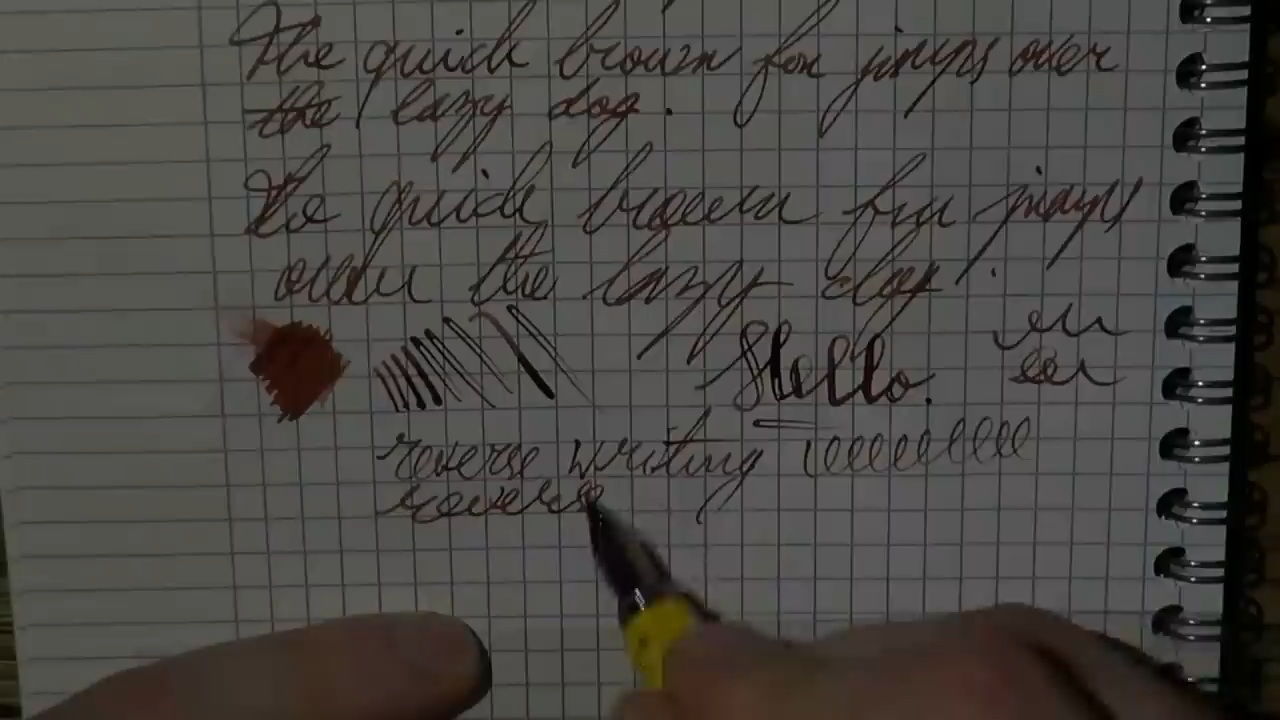 The quick brown fox jumps over
the lazy dog.
The quick brown fox jumps
over the lazy dog.
Hello.
reverse writing
reverse